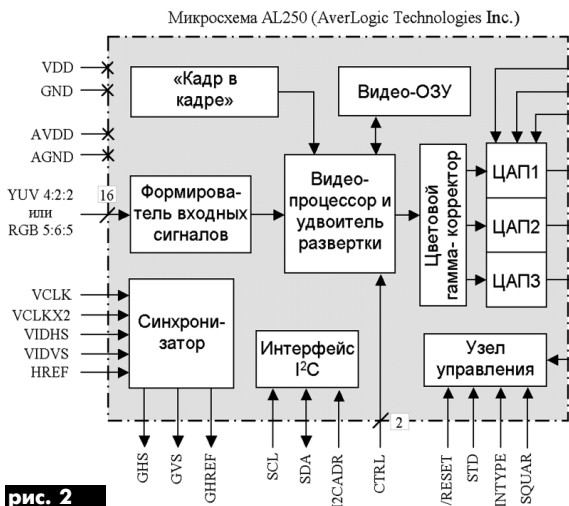 Микросхема AL250 (AverLogic Technologies Inc.)
VDD
GND
AVDD
AGND
YUV 4:2:2
или
RGB 5:6:5
16
VCLK
VCLKX2
VIDHS
VIDVS
HREF
«Кадр в
кадре»
Видео-ОЗУ
Формирова-
тель входных
сигналов
Видео-
процессор и
удвоитель
развертки
Цветовой
гамма- корректор
ЦАП1
ЦАП2
ЦАП3
Синхрони-
затор
Интерфейс
I²C
Узел
управления
2
GHS
GVS
GHREF
SCL
SDA
I2CADR
CTRL
/RESET
STD
INTYPE
SQUAR
рис. 2